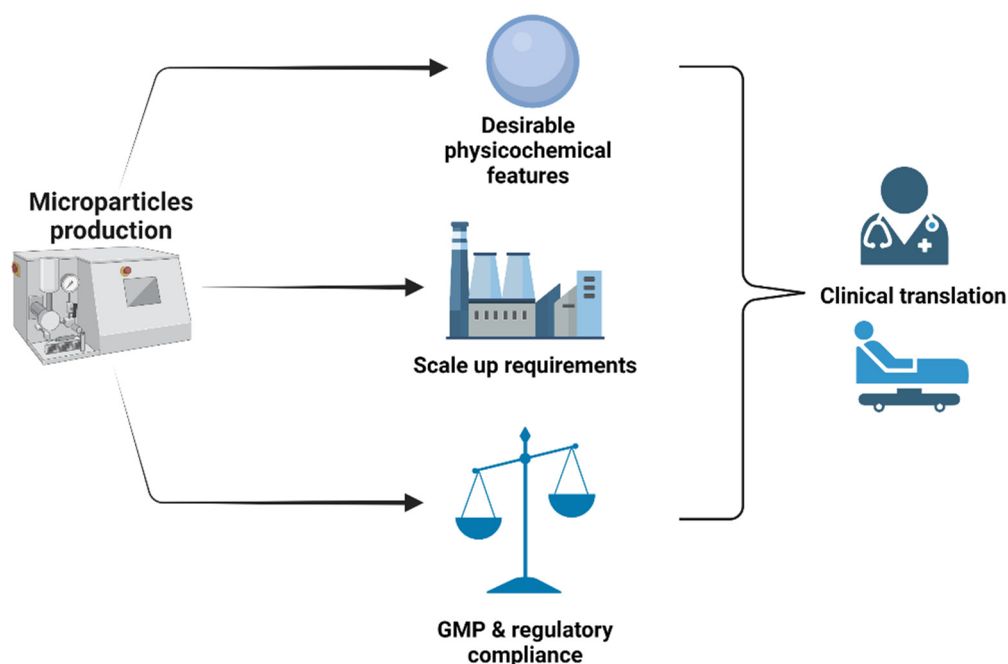 Microparticles
production
Desirable
physicochemical
features
Scale up requirements
GMP & regulatory
compliance
Clinical translation